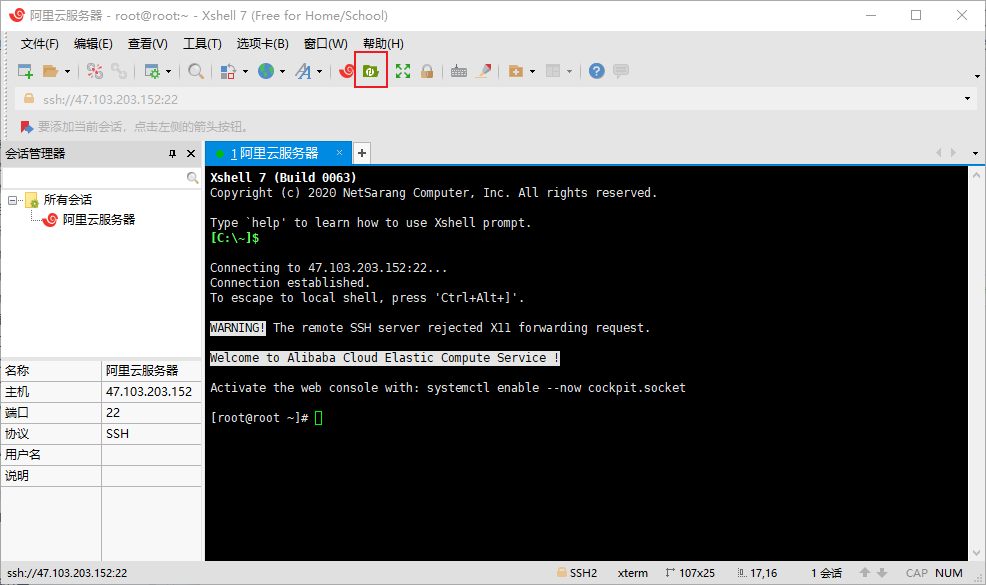 阿里云服务器 - root@root:~ - Xshell 7 (Free for Home/School)
文件(F) 编辑(E) 查看(V) 工具(T) 选项卡(B) 窗口(W) 帮助(H)
ssh://47.103.203.152:22
要添加当前会话，点击左侧的箭头按钮。
会话管理器
1 阿里云服务器
所有会话
阿里云服务器
Xshell 7 (Build 0063)
Copyright (c) 2020 NetSarang Computer, Inc. All rights reserved.
Type `help' to learn how to use Xshell prompt.
[C:\~]$
Connecting to 47.103.203.152:22...
Connection established.
To escape to local shell, press 'Ctrl+Alt+]'.
WARNING! The remote SSH server rejected X11 forwarding request.
Welcome to Alibaba Cloud Elastic Compute Service !
Activate the web console with: systemctl enable --now cockpit.socket
[root@root ~]#
名称 阿里云服务器
主机 47.103.203.152
端口 22
协议 SSH
用户名
说明
ssh://47.103.203.152:22 SSH2 xterm 107x25 17,16 1 会话 CAP NUM